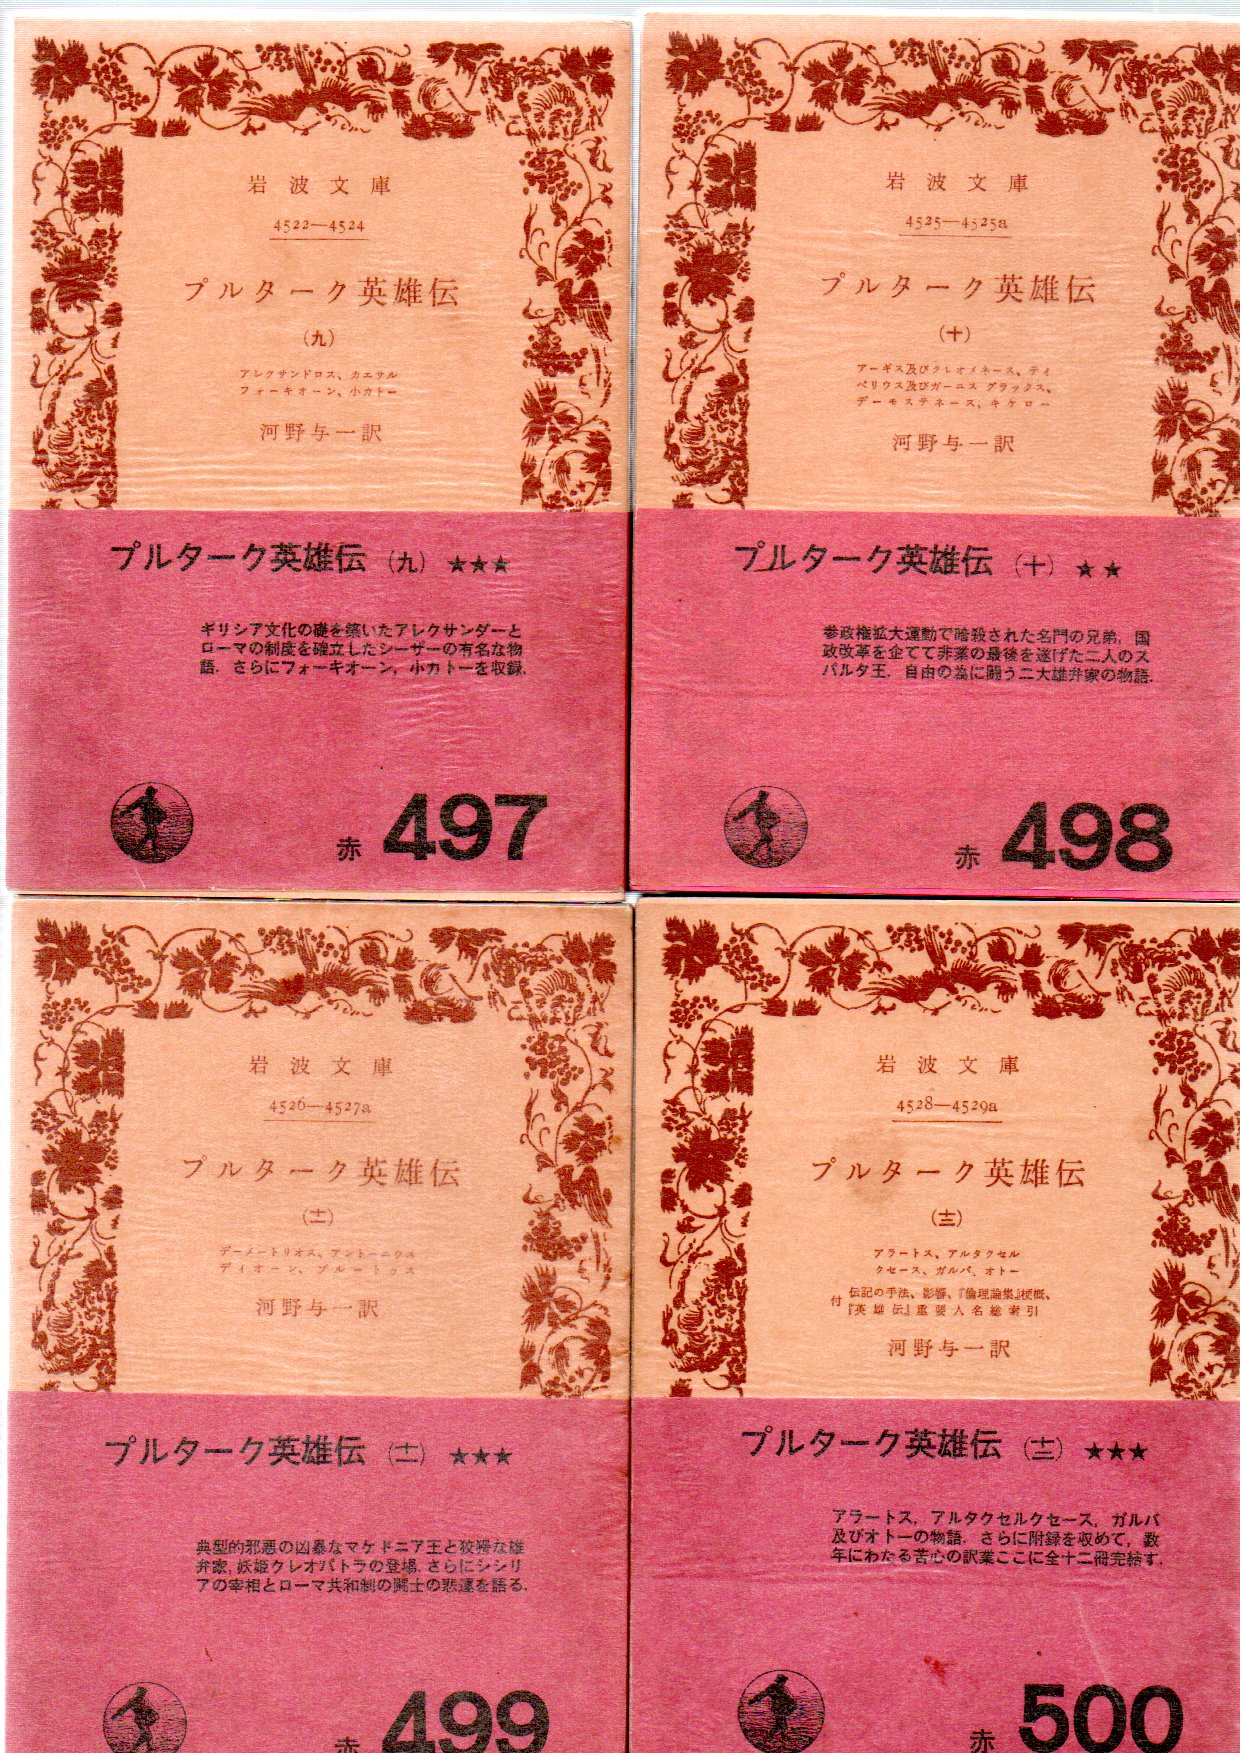 岩波文庫
4522—4524
プルターク英雄伝
(九)
アレクサンドロス、カエサル
フォーキオーン、小カトー
河野与一訳
プルターク英雄伝 (九) ★★★
ギリシア文化の礎を築いたアレクサンダーと
ローマの制度を確立したシーザーの有名な物
語. さらにフォーキオーン, 小カトーを収録.
赤 497
岩波文庫
4525—4525a
プルターク英雄伝
(十)
アーギス及びクレオメネース、ティ
ベリウス及びガーユス グラックス、
デーモステネース、キケロー
河野与一訳
プルターク英雄伝 (十) ★★
参政権拡大運動で暗殺された名門の兄弟, 国
政改革を企てて非業の最後を遂げた二人のス
パルタ王. 自由の為に闘う二大雄弁家の物語.
赤 498
岩波文庫
4526—4527a
プルターク英雄伝
(十一)
デーメートリオス、アントーニウス
ディオーン、ブルートゥス
河野与一訳
プルターク英雄伝 (十一) ★★★
典型的邪悪の凶暴なマケドニア王と狡猾な雄
弁家, 妖姫クレオパトラの登場. さらにシシリ
アの宰相とローマ共和制の闘士の悲運を語る.
赤 499
岩波文庫
4528—4529a
プルターク英雄伝
(十二)
アラートス、アルタクセル
クセース、ガルバ、オトー
付 伝記の手法、影響、『倫理論集』梗概、
『英雄伝』重要人名総索引
河野与一訳
プルターク英雄伝 (十二) ★★★
アラートス, アルタクセルクセース, ガルバ
及びオトーの物語. さらに附録を収めて, 数
年にわたる苦心の訳業ここに全十二冊完結す.
赤 500